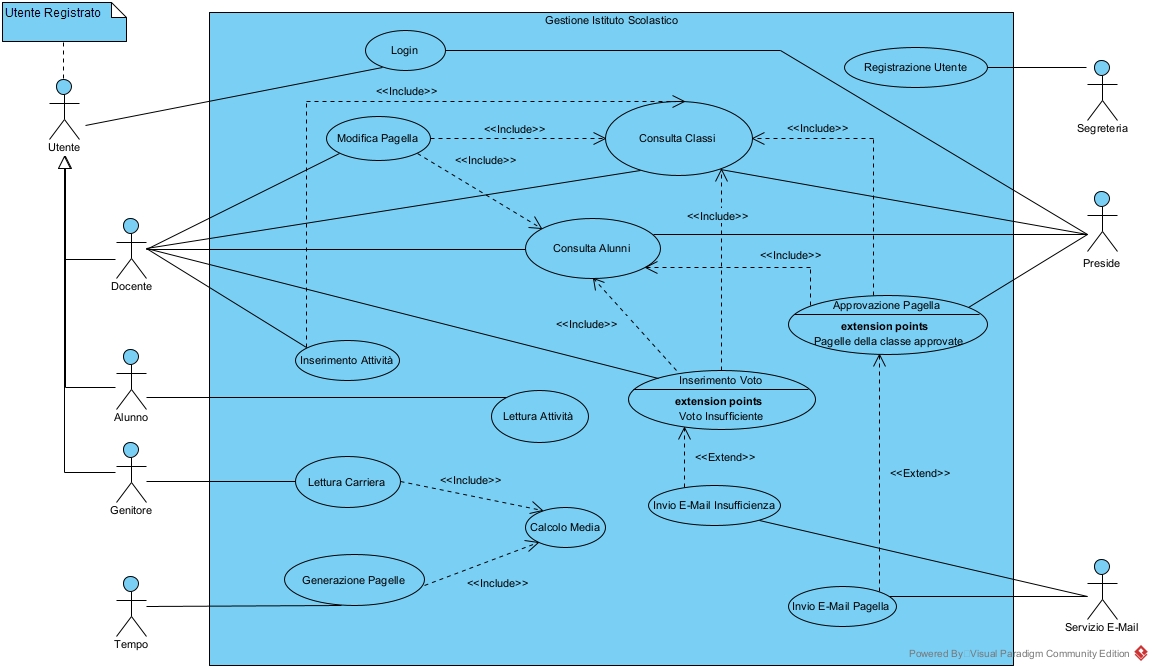 Utente Registrato
Gestione Istituto Scolastico
Login
Registrazione Utente
<<Include>>
Utente
Modifica Pagella
<<Include>>
Consulta Classi
<<Include>>
Segreteria
<<Include>>
<<Include>>
Consulta Alunni
<<Include>>
Docente
Preside
<<Include>>
Approvazione Pagella
extension points
Pagelle della classe approvate
Inserimento Attività
Inserimento Voto
extension points
Voto Insufficiente
Alunno
Lettura Attività
<<Extend>>
<<Extend>>
Lettura Carriera
<<Include>>
Genitore
Invio E-Mail Insufficienza
Calcolo Media
Generazione Pagelle
<<Include>>
Invio E-Mail Pagella
Tempo
Servizio E-Mail
Powered By: Visual Paradigm Community Edition